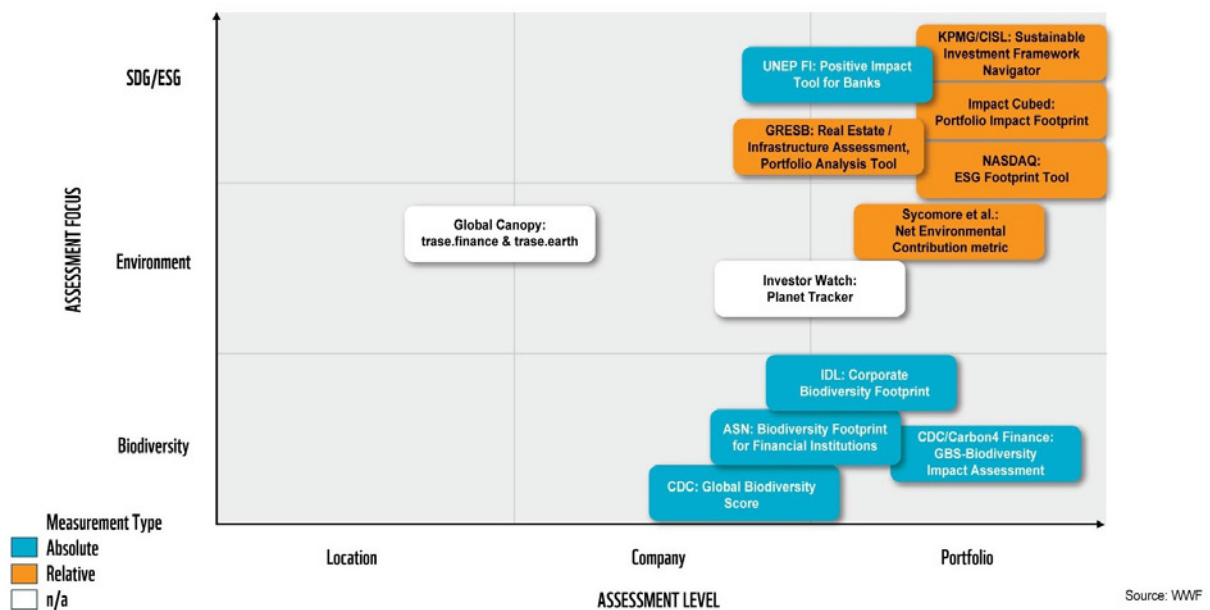 SDG/ESG
Environment
Biodiversity
ASSESSMENT FOCUS
KPMG/CISL: Sustainable
Investment Framework
Navigator
UNEP FI: Positive Impact
Tool for Banks
Impact Cubed:
Portfolio Impact Footprint
GRESB: Real Estate /
Infrastructure Assessment,
Portfolio Analysis Tool
NASDAQ:
ESG Footprint Tool
Global Canopy:
trase.finance & trase.earth
Sycomore et al.:
Net Environmental
Contribution metric
Investor Watch:
Planet Tracker
IDL: Corporate
Biodiversity Footprint
ASN: Biodiversity Footprint
for Financial Institutions
CDC/Carbon4 Finance:
GBS-Biodiversity
Impact Assessment
CDC: Global Biodiversity
Score
Measurement Type
Absolute
Relative
n/a
Location
Company
Portfolio
ASSESSMENT LEVEL
Source: WWF